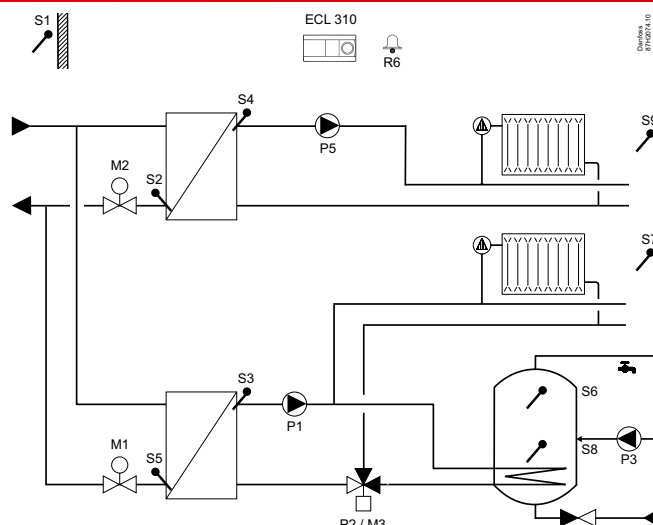 S1
ECL 310
R6
Danfoss
87H2074.10
S4
P5
S9
M2
S2
S7
S3
P1
S6
M1
S5
S8
P3
P2 / M3